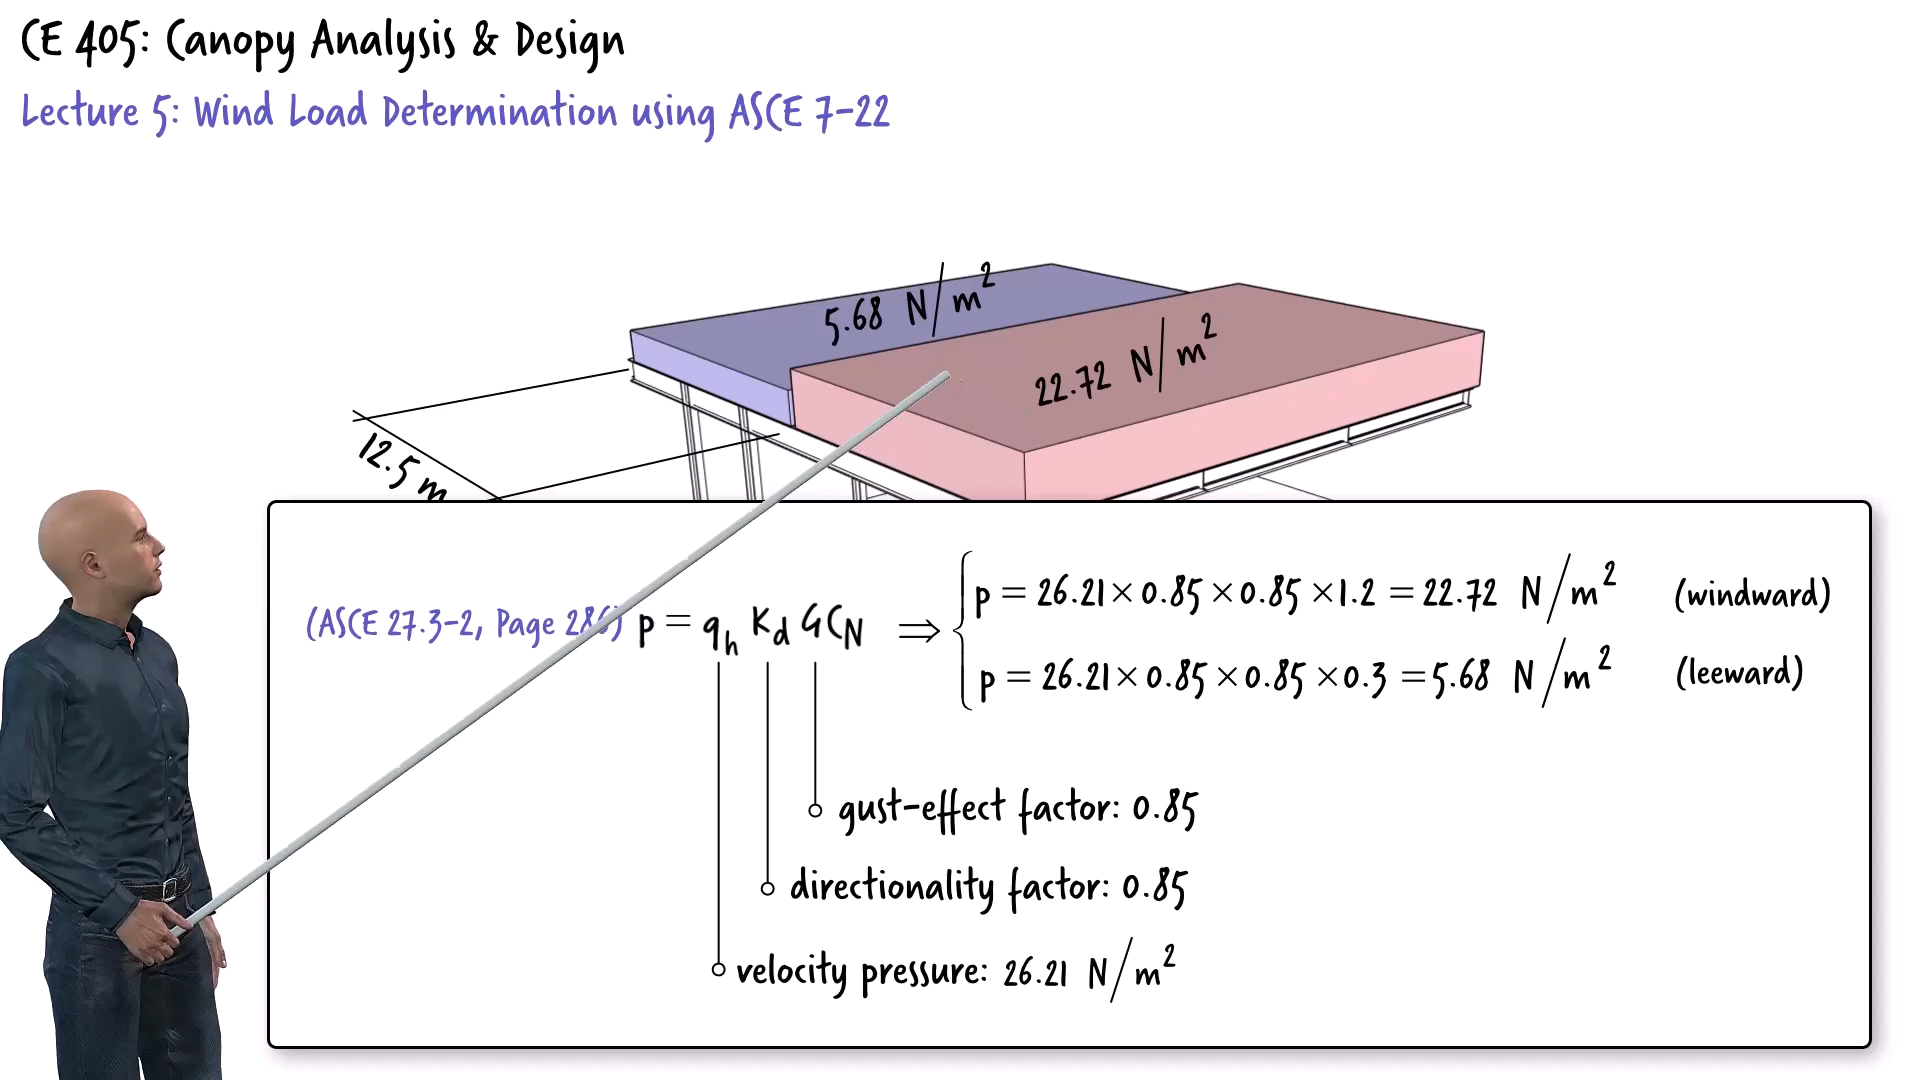 CE 405: Canopy Analysis & Design
Lecture 5: Wind Load Determination using ASCE 7-22
5.68 N/m²
22.72 N/m²
12.5 m
(ASCE 27.3-2, Page 286) p = q_h K_d GC_N ⇒
p = 26.21 × 0.85 × 0.85 × 1.2 = 22.72 N/m² (windward)
p = 26.21 × 0.85 × 0.85 × 0.3 = 5.68 N/m² (leeward)
gust-effect factor: 0.85
directionality factor: 0.85
velocity pressure: 26.21 N/m²